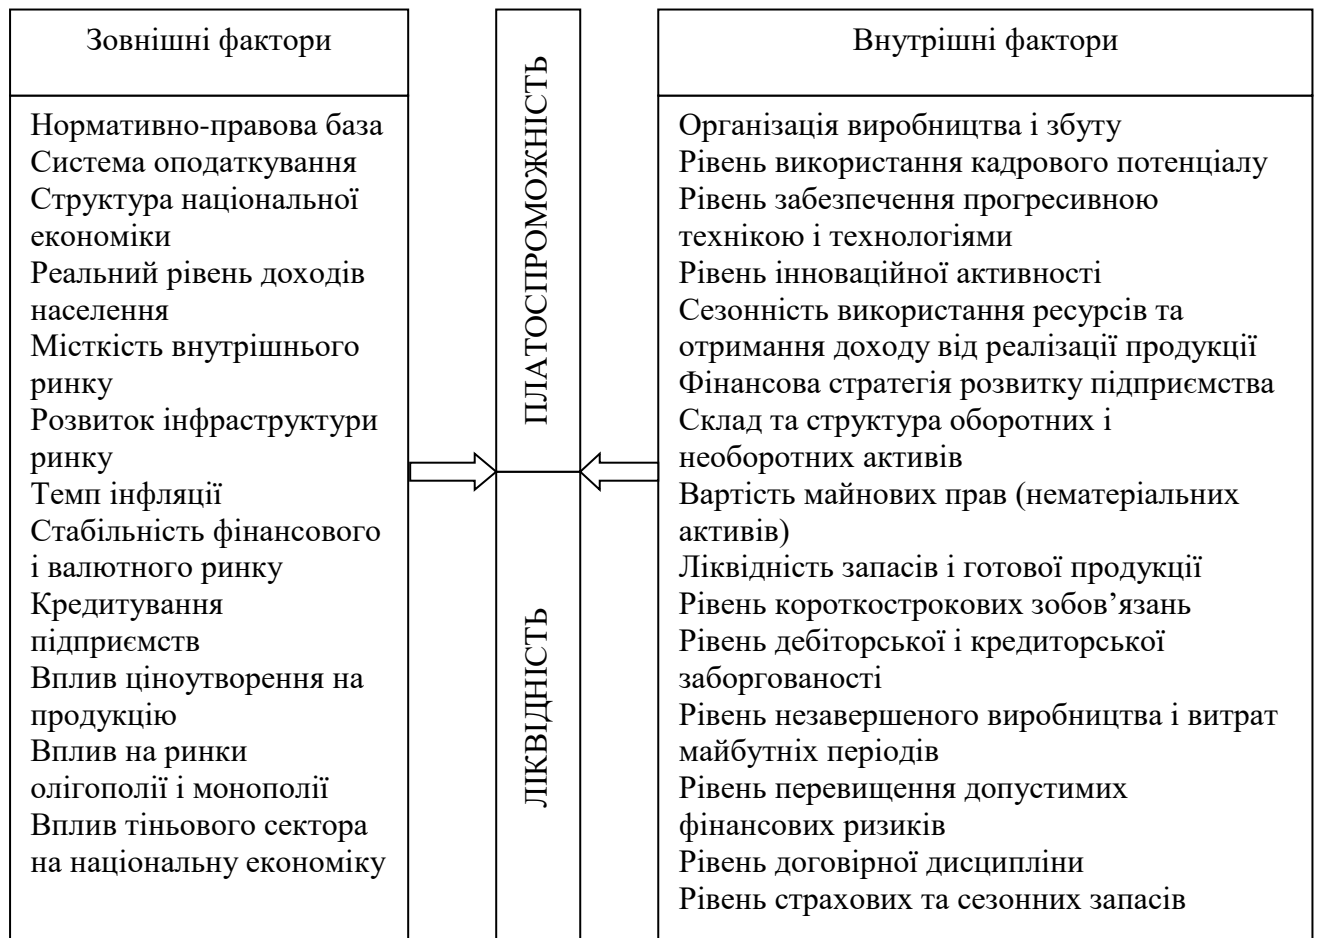 Зовнішні фактори
Нормативно-правова база
Система оподаткування
Структура національної
економіки
Реальний рівень доходів
населення
Місткість внутрішнього
ринку
Розвиток інфраструктури
ринку
Темп інфляції
Стабільність фінансового
і валютного ринку
Кредитування
підприємств
Вплив ціноутворення на
продукцію
Вплив на ринки
олігополії і монополії
Вплив тіньового сектора
на національну економіку
ПЛАТОСПРОМОЖНІСТЬ
ЛІКВІДНІСТЬ
Внутрішні фактори
Організація виробництва і збуту
Рівень використання кадрового потенціалу
Рівень забезпечення прогресивною
технікою і технологіями
Рівень інноваційної активності
Сезонність використання ресурсів та
отримання доходу від реалізації продукції
Фінансова стратегія розвитку підприємства
Склад та структура оборотних і
необоротних активів
Вартість майнових прав (нематеріальних
активів)
Ліквідність запасів і готової продукції
Рівень короткострокових зобов’язань
Рівень дебіторської і кредиторської
заборгованості
Рівень незавершеного виробництва і витрат
майбутніх періодів
Рівень перевищення допустимих
фінансових ризиків
Рівень договірної дисципліни
Рівень страхових та сезонних запасів